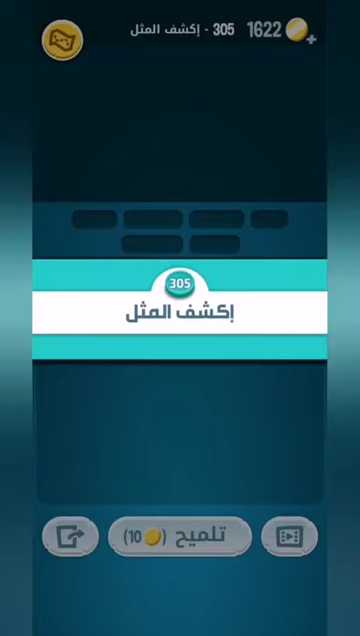 305 - إكشف المثل 1622
305
إكشف المثل
تلميح (10)